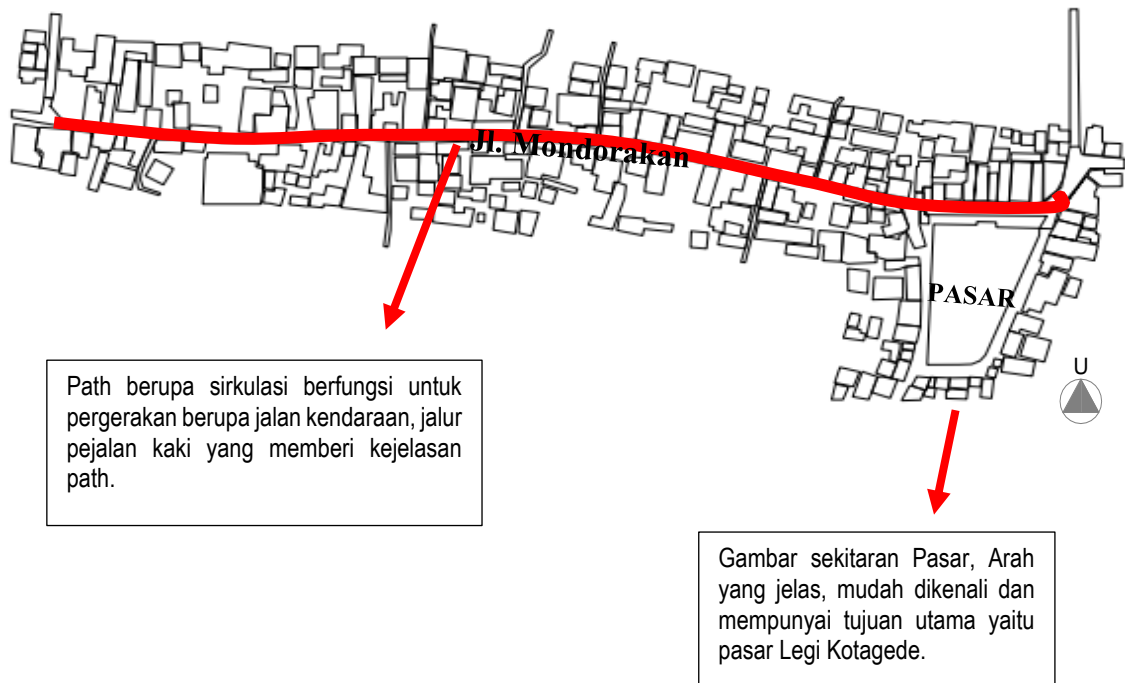 Jl. Mondorakan
PASAR
U
Path berupa sirkulasi berfungsi untuk
pergerakan berupa jalan kendaraan, jalur
pejalan kaki yang memberi kejelasan
path.
Gambar sekitaran Pasar, Arah
yang jelas, mudah dikenali dan
mempunyai tujuan utama yaitu
pasar Legi Kotagede.